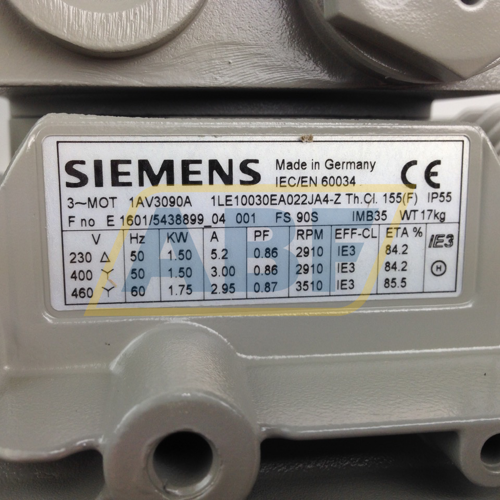 SIEMENS Made in Germany
IEC/EN 60034 CE
3~MOT 1AV3090A 1LE10030EA022JA4-Z Th.Cl. 155(F) IP55
F no E 1601/5438899_04 001 FS 90S IMB35 WT 17kg
V Hz KW A PF RPM EFF-CL ETA %
230 △ 50 1.50 5.2 0.86 2910 IE3 84.2
400 Y 50 1.50 3.00 0.86 2910 IE3 84.2
460 Y 60 1.75 2.95 0.87 3510 IE3 85.5
IE3
H
ABF